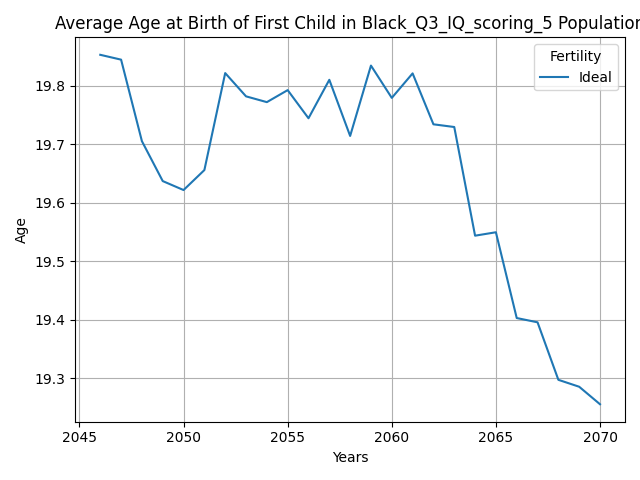 Average Age at Birth of First Child in Black_Q3_IQ_scoring_5 Population
Fertility
Ideal
Age
19.8
19.7
19.6
19.5
19.4
19.3
2045 2050 2055 2060 2065 2070
Years